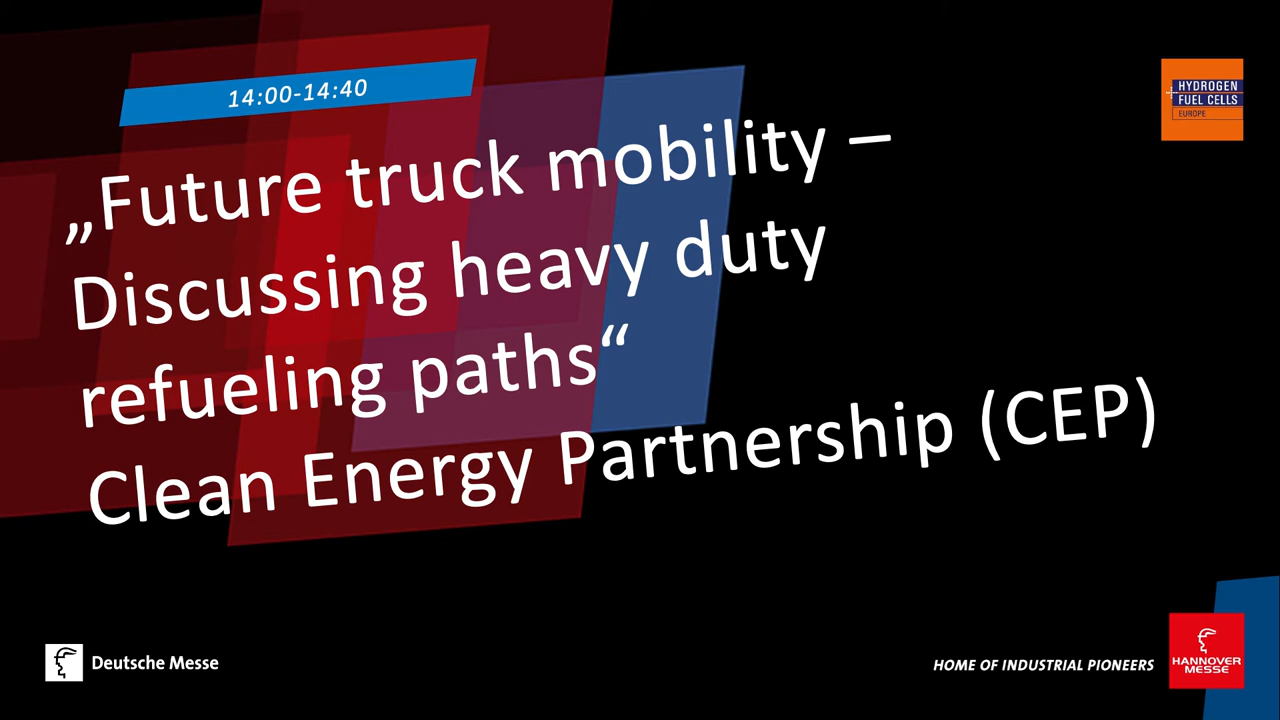 14:00-14:40
HYDROGEN
FUEL CELLS
EUROPE
„Future truck mobility –
Discussing heavy duty
refueling paths“
Clean Energy Partnership (CEP)
Deutsche Messe
HOME OF INDUSTRIAL PIONEERS
HANNOVER
MESSE